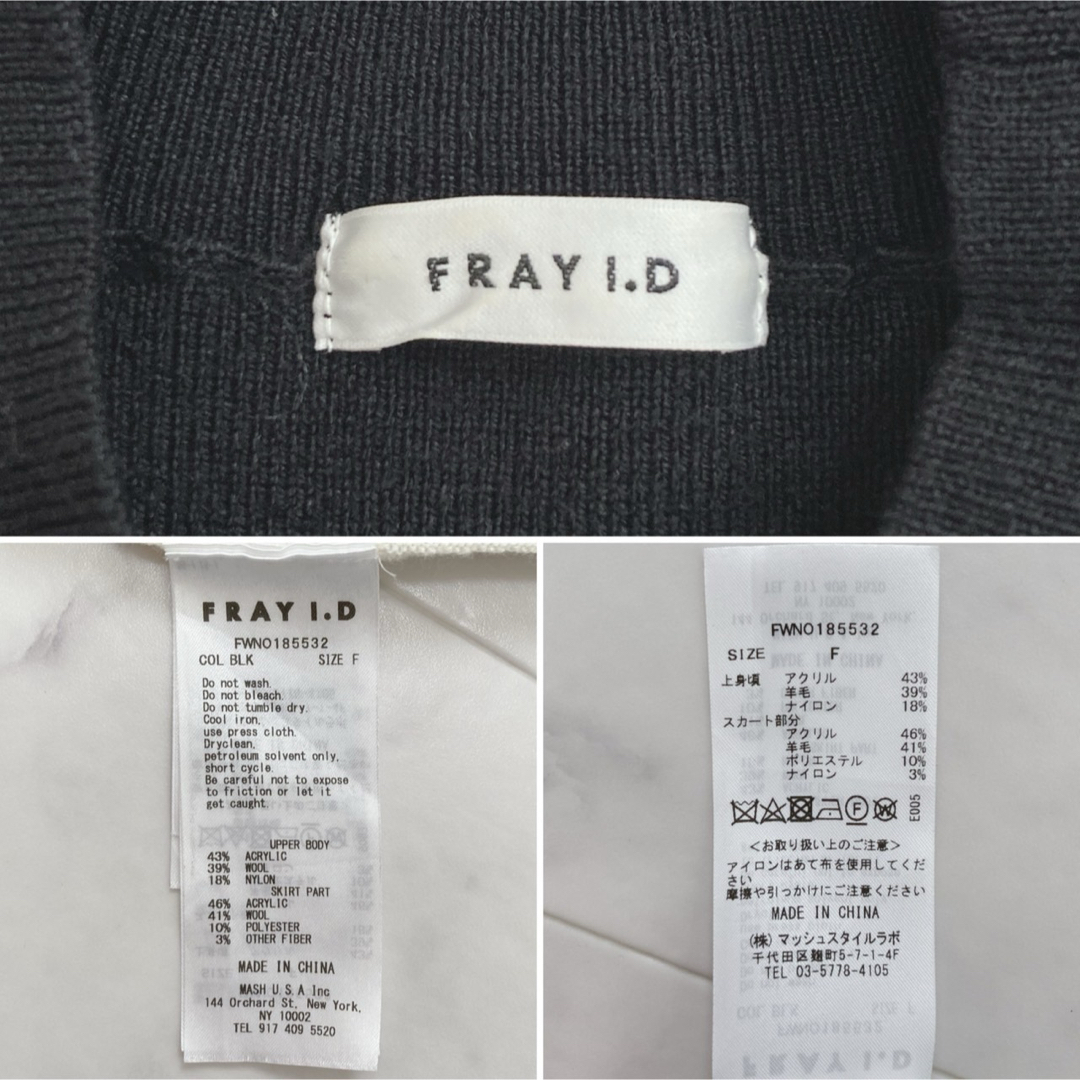 FRAY I.D
FRAY I.D
FWNO185532
COL BLK SIZE F
Do not wash.
Do not bleach.
Do not tumble dry.
Cool iron,
use press cloth.
Dryclean,
petroleum solvent only,
short cycle.
Be careful not to expose
to friction or let it
get caught.
UPPER BODY
43% ACRYLIC
39% WOOL
18% NYLON
SKIRT PART
46% ACRYLIC
41% WOOL
10% POLYESTER
3% OTHER FIBER
MADE IN CHINA
MASH U.S.A Inc
144 Orchard St, New York,
NY 10002
TEL 917 409 5520
FWNO185532
SIZE F
上身頃 アクリル 43%
羊毛 39%
ナイロン 18%
スカート部分
アクリル 46%
羊毛 41%
ポリエステル 10%
ナイロン 3%
F W E005
<お取り扱い上のご注意>
アイロンはあて布を使用してくだ
さい
摩擦や引っかけにご注意ください
MADE IN CHINA
(株) マッシュスタイルラボ
千代田区麹町5-7-1-4F
TEL 03-5778-4105